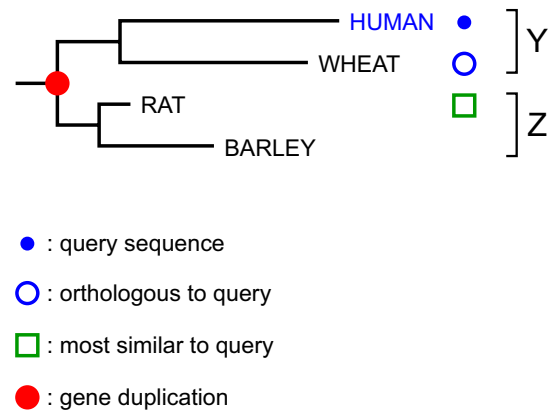 HUMAN
Y
WHEAT
RAT
Z
BARLEY
: query sequence
: orthologous to query
: most similar to query
: gene duplication